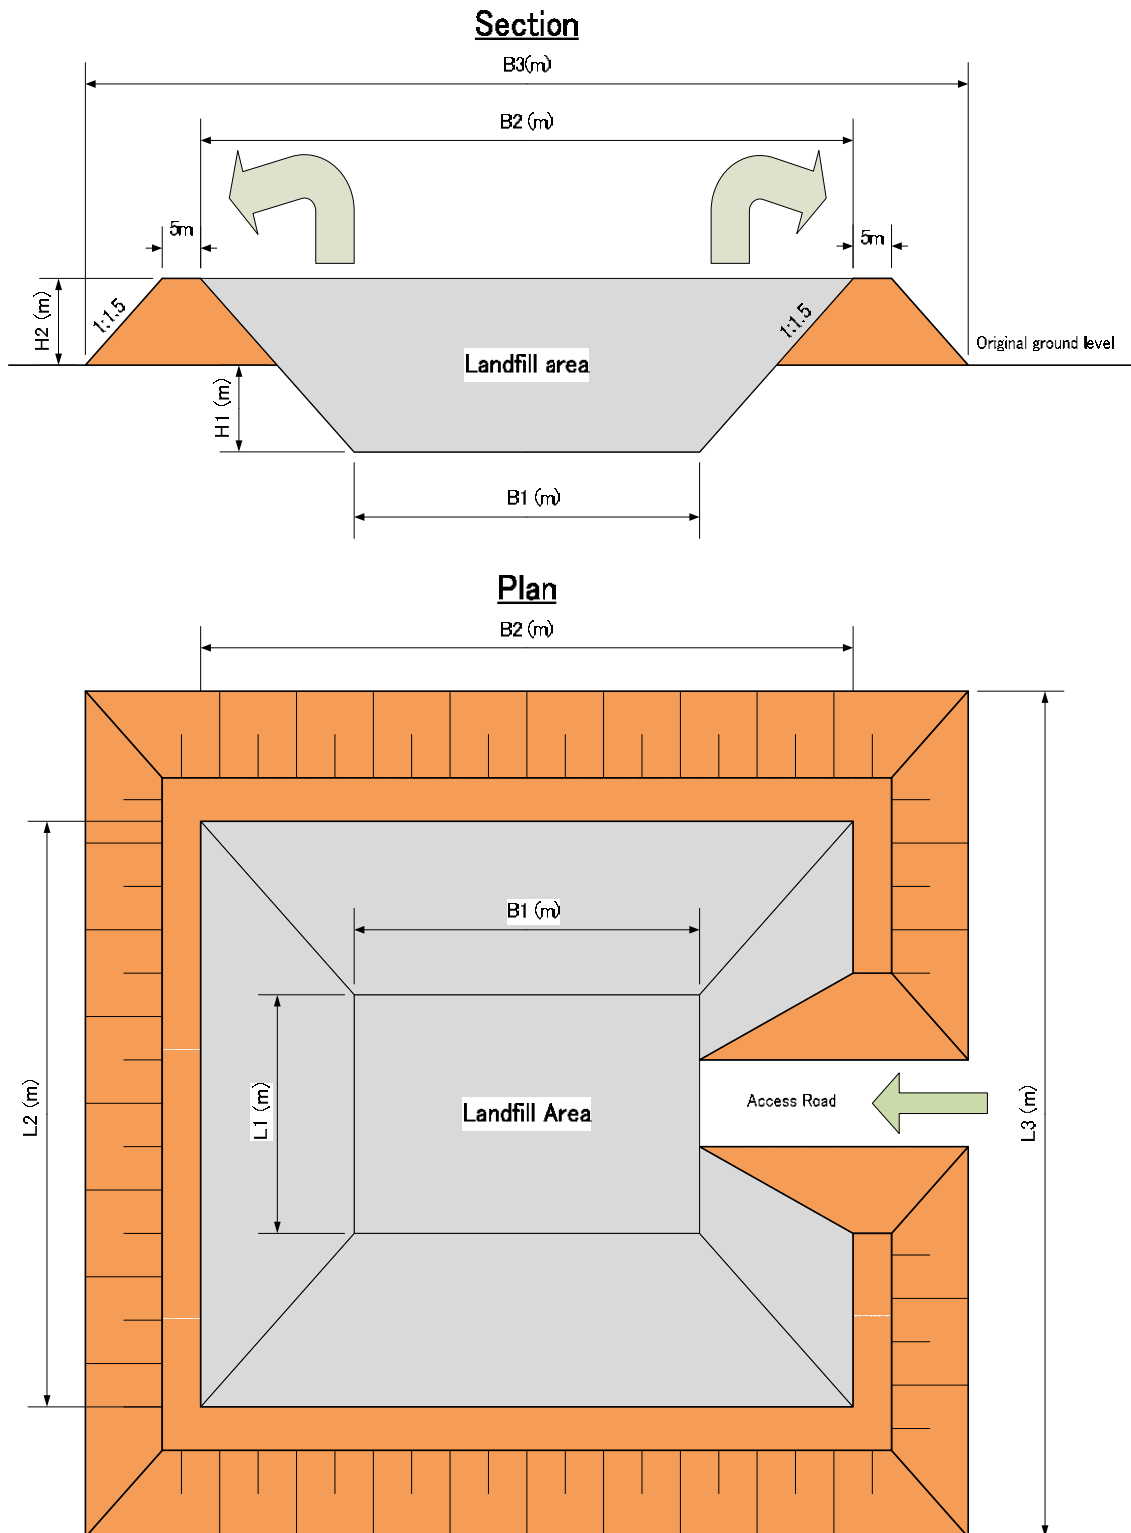 Section
B3(m)
B2 (m)
5m
5m
H2 (m)
1:1.5
1:1.5
Original ground level
Landfill area
H1 (m)
B1 (m)
Plan
B2 (m)
B1 (m)
L2 (m)
L1 (m)
Landfill Area
Access Road
L3 (m)